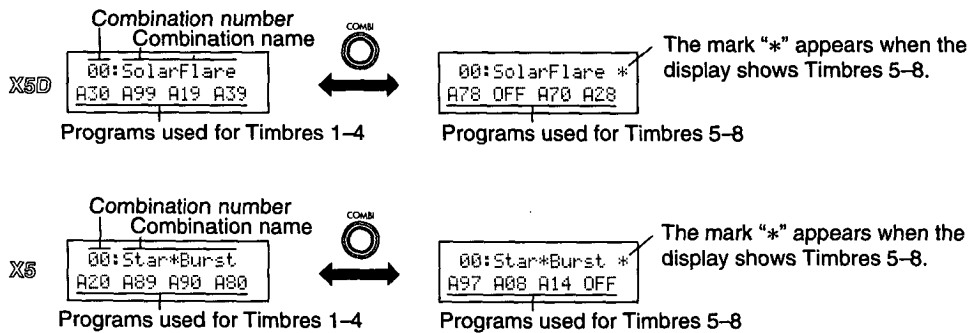 Combination number
Combination name
COMBI
X5D
00:SolarFlare
A30 A99 A19 A39
Programs used for Timbres 1–4
00:SolarFlare *
A78 OFF A70 A28
Programs used for Timbres 5–8
The mark “*” appears when the
display shows Timbres 5–8.
Combination number
Combination name
COMBI
X5
00:Star*Burst
A20 A89 A90 A80
Programs used for Timbres 1–4
00:Star*Burst *
A97 A08 A14 OFF
Programs used for Timbres 5–8
The mark “*” appears when the
display shows Timbres 5–8.